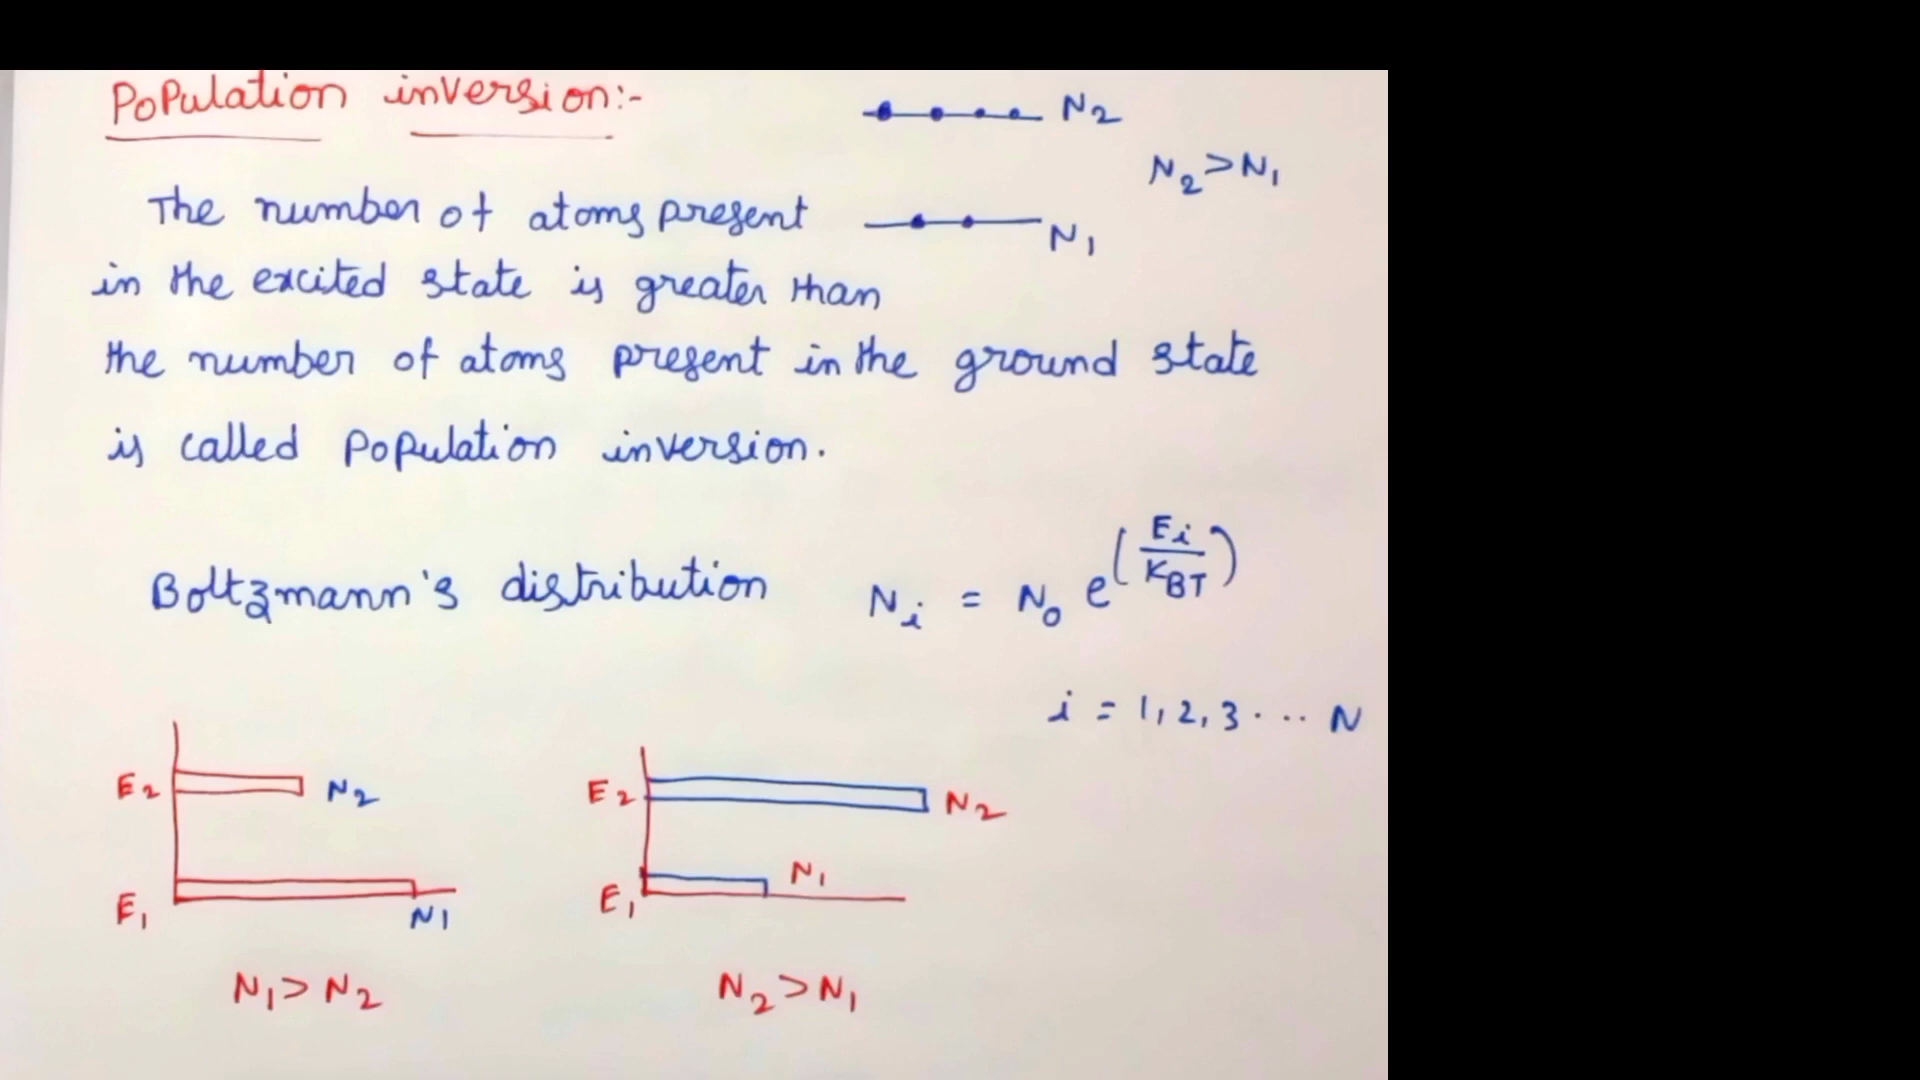 Population inversion:-
N2
N2 > N1
The number of atoms present
N1
in the excited state is greater than
the number of atoms present in the ground state
is called Population inversion.
Boltzmann's distribution Ni = N0 e^(Ei/KBT)
i = 1, 2, 3 ... N
E2 N2
E1 N1
N1 > N2
E2 N2
E1 N1
N2 > N1